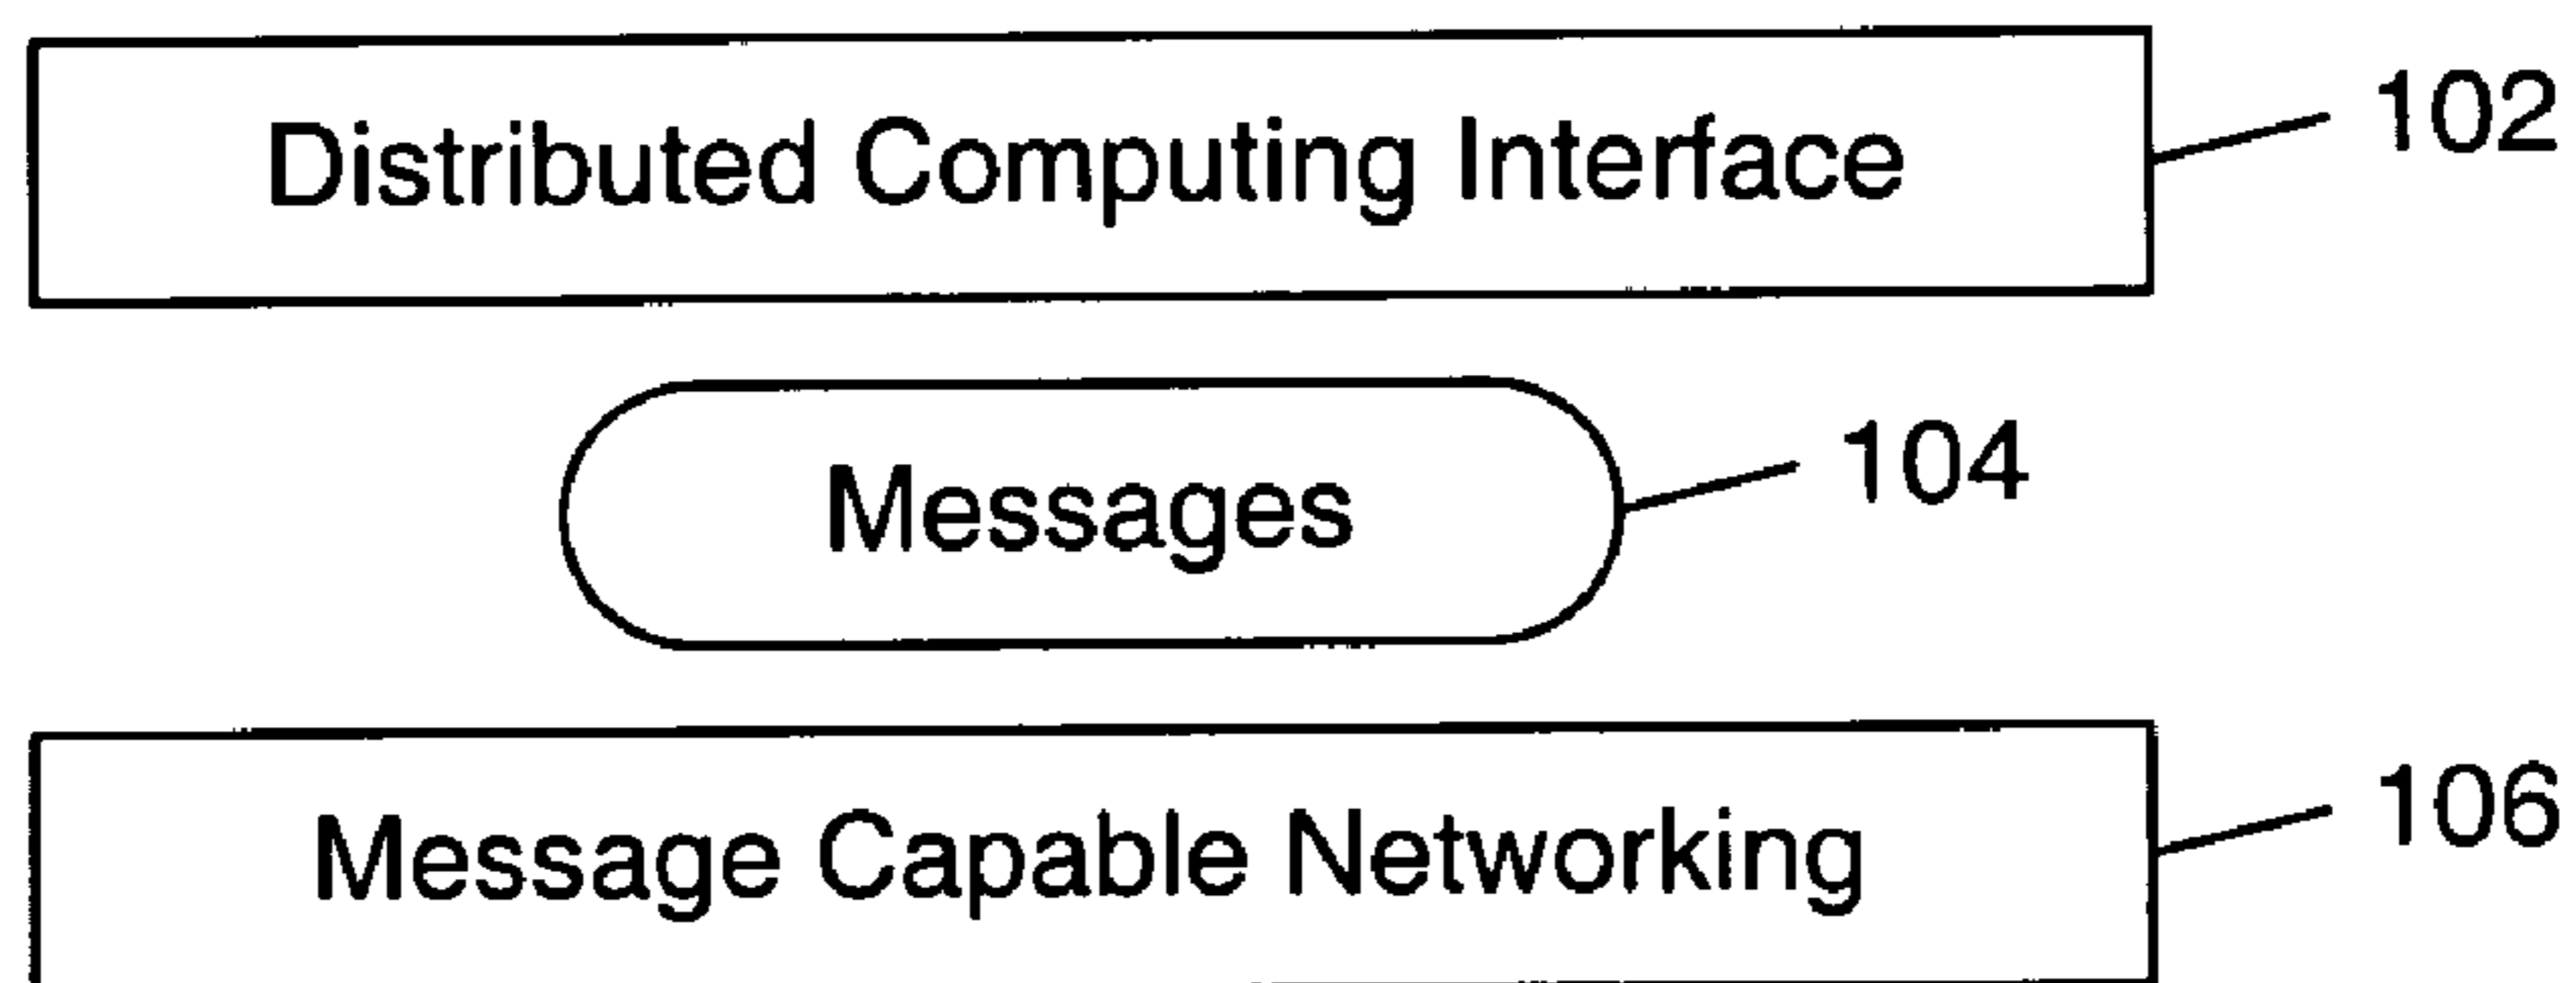 Distributed Computing Interface 102
Messages 104
Message Capable Networking 106